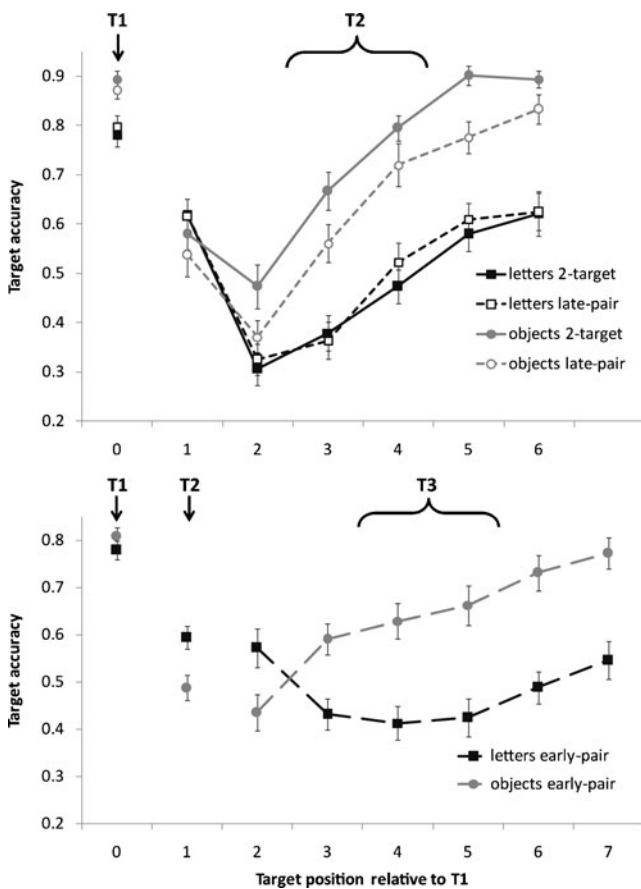 T1 T2
0.9
0.8
0.7
0.6
0.5
0.4
0.3
0.2
Target accuracy
letters 2-target
letters late-pair
objects 2-target
objects late-pair
0 1 2 3 4 5 6
T1 T2 T3
0.8
0.7
0.6
0.5
0.4
0.3
0.2
Target accuracy
letters early-pair
objects early-pair
0 1 2 3 4 5 6 7
Target position relative to T1